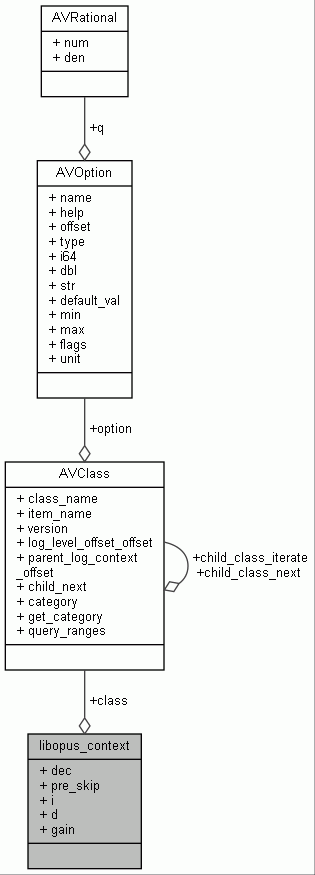 AVRational
+ num
+ den
+q
AVOption
+ name
+ help
+ offset
+ type
+ i64
+ dbl
+ str
+ default_val
+ min
+ max
+ flags
+ unit
+option
AVClass
+ class_name
+ item_name
+ version
+ log_level_offset_offset
+ parent_log_context
_offset
+ child_next
+ category
+ get_category
+ query_ranges
+child_class_iterate
+child_class_next
+class
libopus_context
+ dec
+ pre_skip
+ i
+ d
+ gain